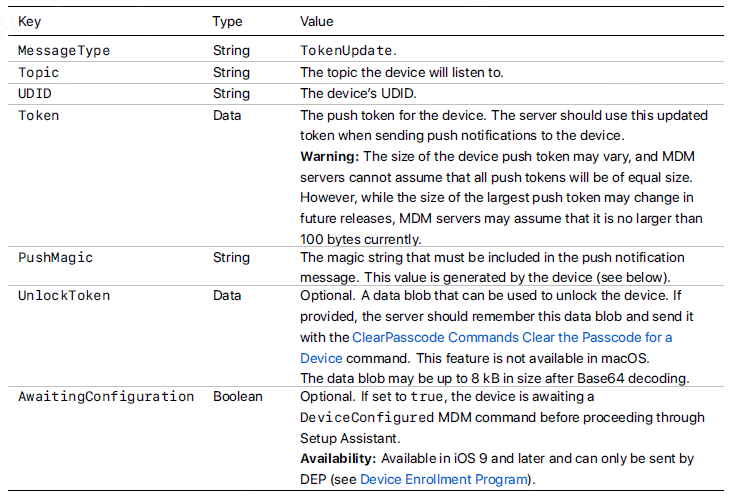 Key Type Value
MessageType String TokenUpdate.
Topic String The topic the device will listen to.
UDID String The device's UDID.
Token Data The push token for the device. The server should use this updated
token when sending push notifications to the device.
Warning: The size of the device push token may vary, and MDM
servers cannot assume that all push tokens will be of equal size.
However, while the size of the largest push token may change in
future releases, MDM servers may assume that it is no larger than
100 bytes currently.
PushMagic String The magic string that must be included in the push notification
message. This value is generated by the device (see below).
UnlockToken Data Optional. A data blob that can be used to unlock the device. If
provided, the server should remember this data blob and send it
with the ClearPasscode Commands Clear the Passcode for a
Device command. This feature is not available in macOS.
The data blob may be up to 8 kB in size after Base64 decoding.
AwaitingConfiguration Boolean Optional. If set to true, the device is awaiting a
DeviceConfigured MDM command before proceeding through
Setup Assistant.
Availability: Available in iOS 9 and later and can only be sent by
DEP (see Device Enrollment Program).